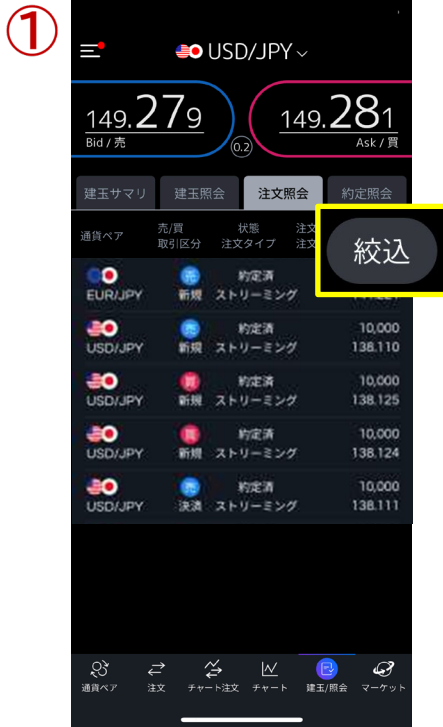 ①
USD/JPY
149.279
Bid / 売
0.2
149.281
Ask / 買
建玉サマリ 建玉照会 注文照会 約定照会
通貨ペア 売/買 状態 注文
取引区分 注文タイプ 注文
絞込
売 約定済
EUR/JPY 新規 ストリーミング
売 約定済 10,000
USD/JPY 新規 ストリーミング 138.110
買 約定済 10,000
USD/JPY 新規 ストリーミング 138.125
買 約定済 10,000
USD/JPY 新規 ストリーミング 138.124
売 約定済 10,000
USD/JPY 決済 ストリーミング 138.111
通貨ペア 注文 チャート注文 チャート 建玉/照会 マーケット